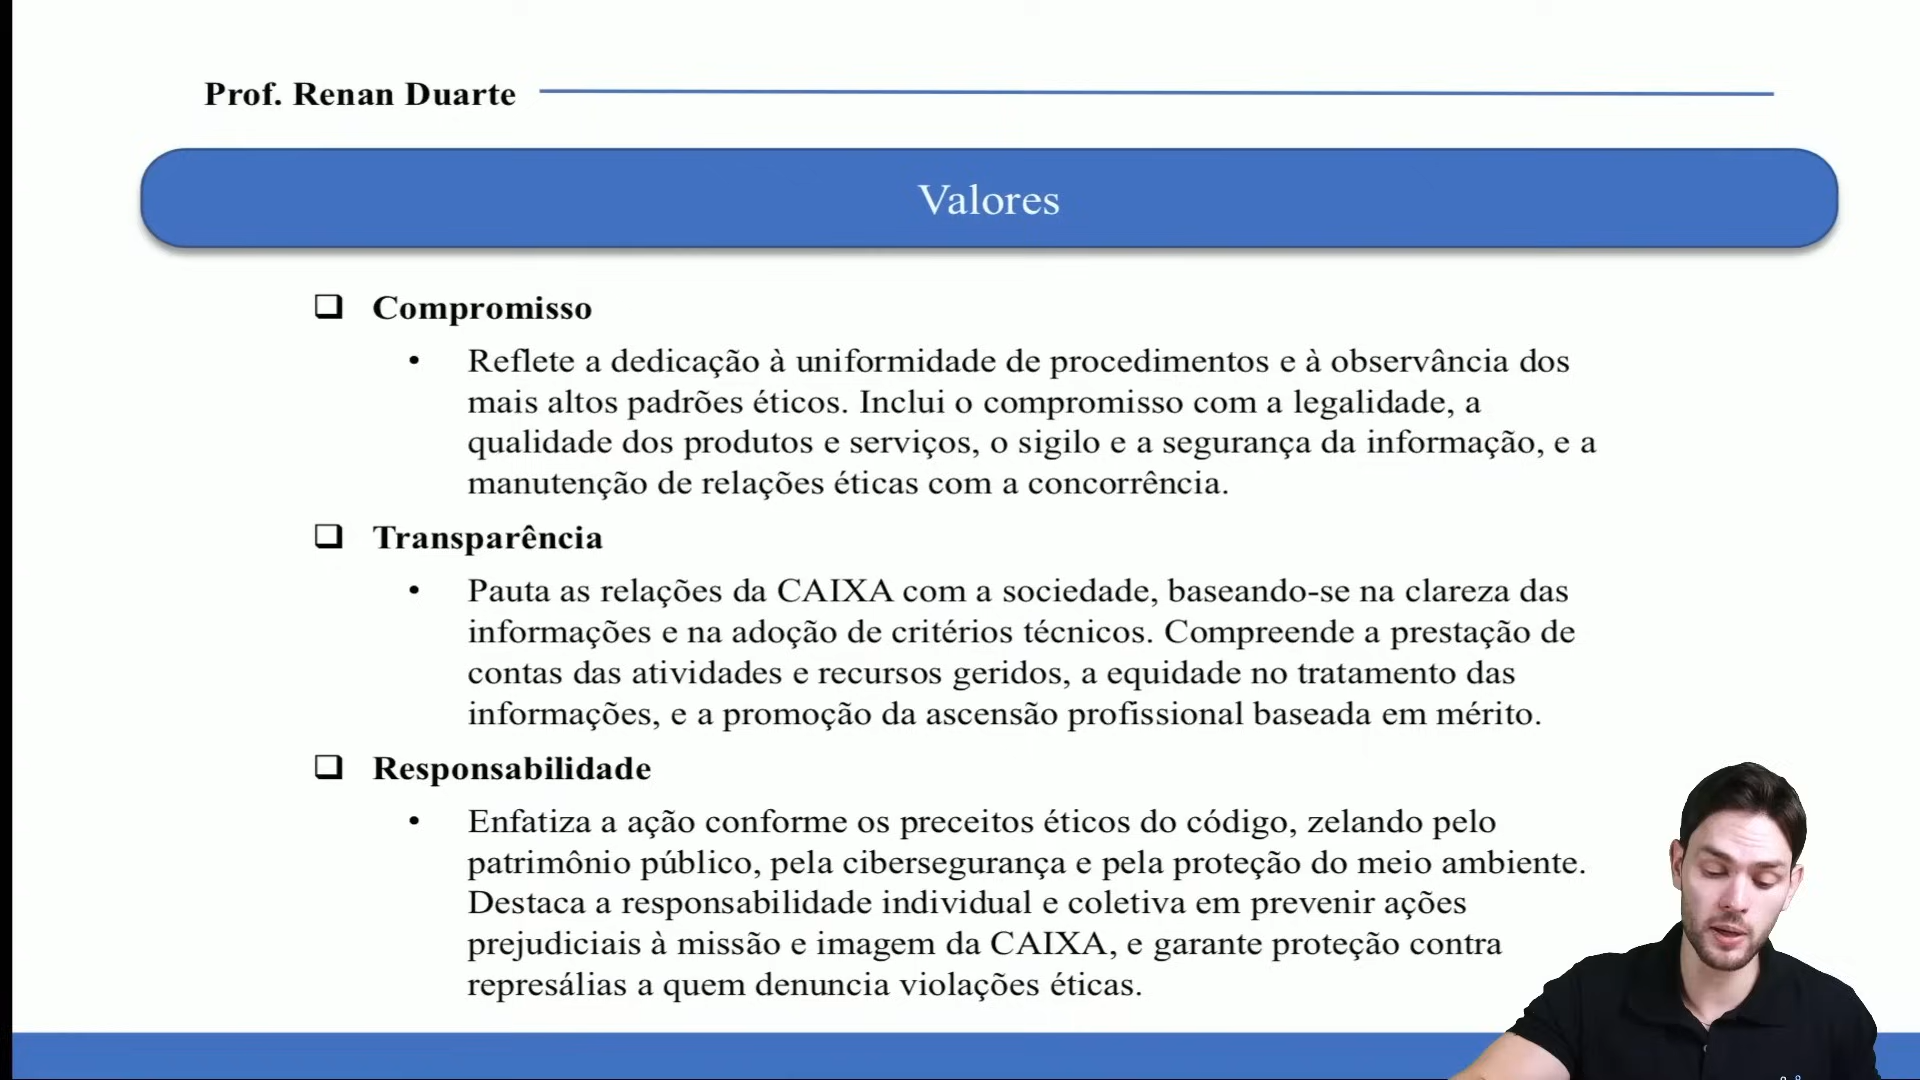 Prof. Renan Duarte
Valores
Compromisso
• Reflete a dedicação à uniformidade de procedimentos e à observância dos
mais altos padrões éticos. Inclui o compromisso com a legalidade, a
qualidade dos produtos e serviços, o sigilo e a segurança da informação, e a
manutenção de relações éticas com a concorrência.
Transparência
• Pauta as relações da CAIXA com a sociedade, baseando-se na clareza das
informações e na adoção de critérios técnicos. Compreende a prestação de
contas das atividades e recursos geridos, a equidade no tratamento das
informações, e a promoção da ascensão profissional baseada em mérito.
Responsabilidade
• Enfatiza a ação conforme os preceitos éticos do código, zelando pelo
patrimônio público, pela cibersegurança e pela proteção do meio ambiente.
Destaca a responsabilidade individual e coletiva em prevenir ações
prejudiciais à missão e imagem da CAIXA, e garante proteção contra
represálias a quem denuncia violações éticas.